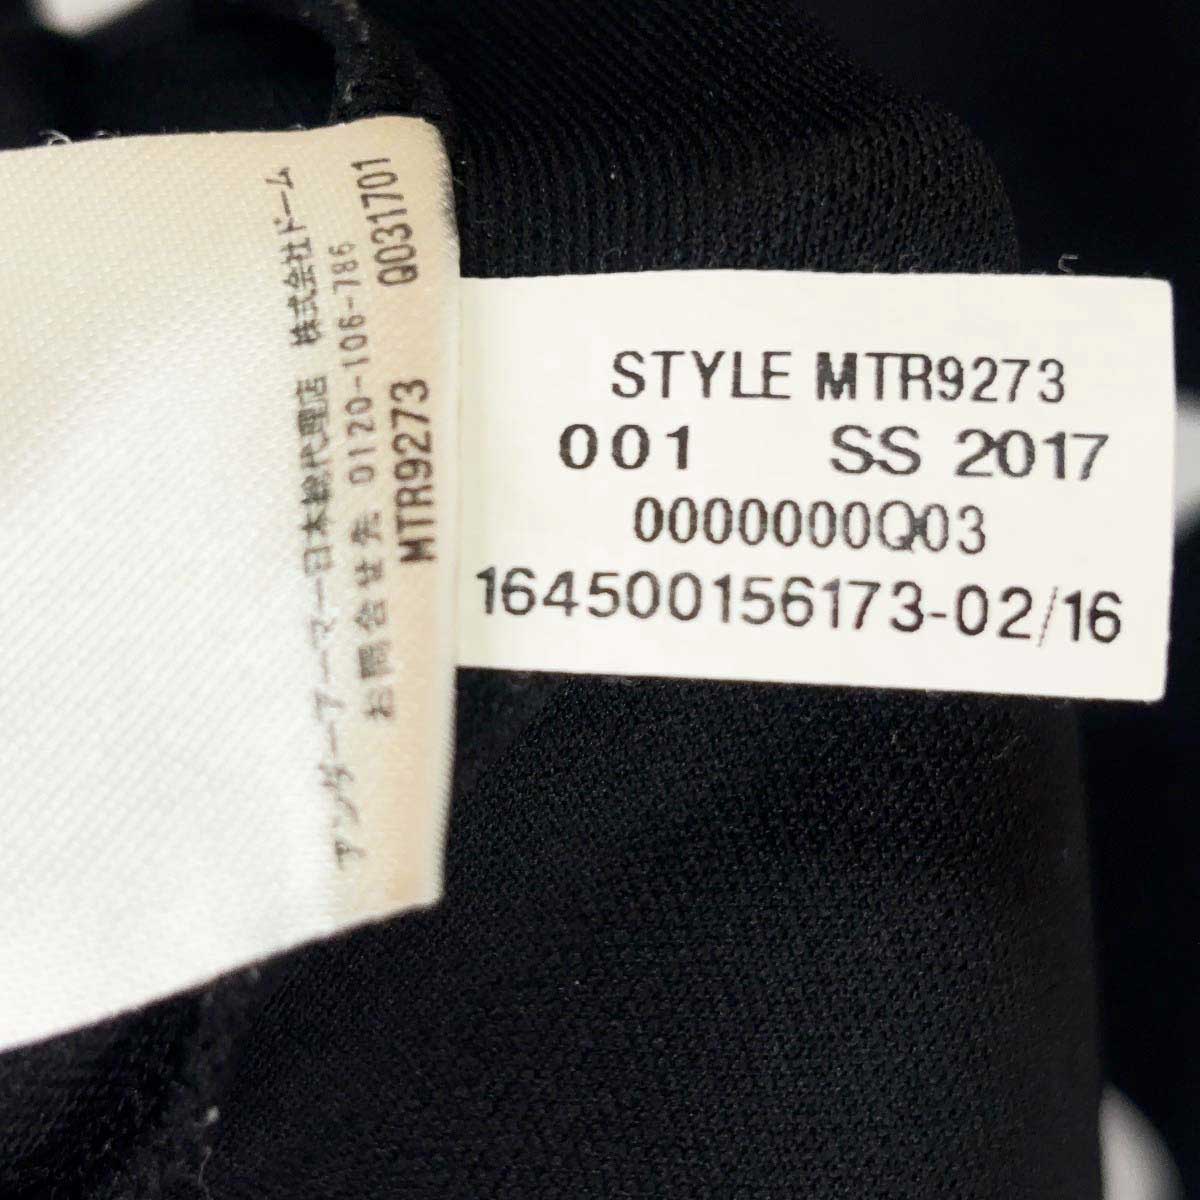 アンダーアーマー日本総代理店 株式会社ドーム
お問合せ先 0120-106-786
MTR9273 Q031701
STYLE MTR9273
001 SS 2017
0000000Q03
164500156173-02/16